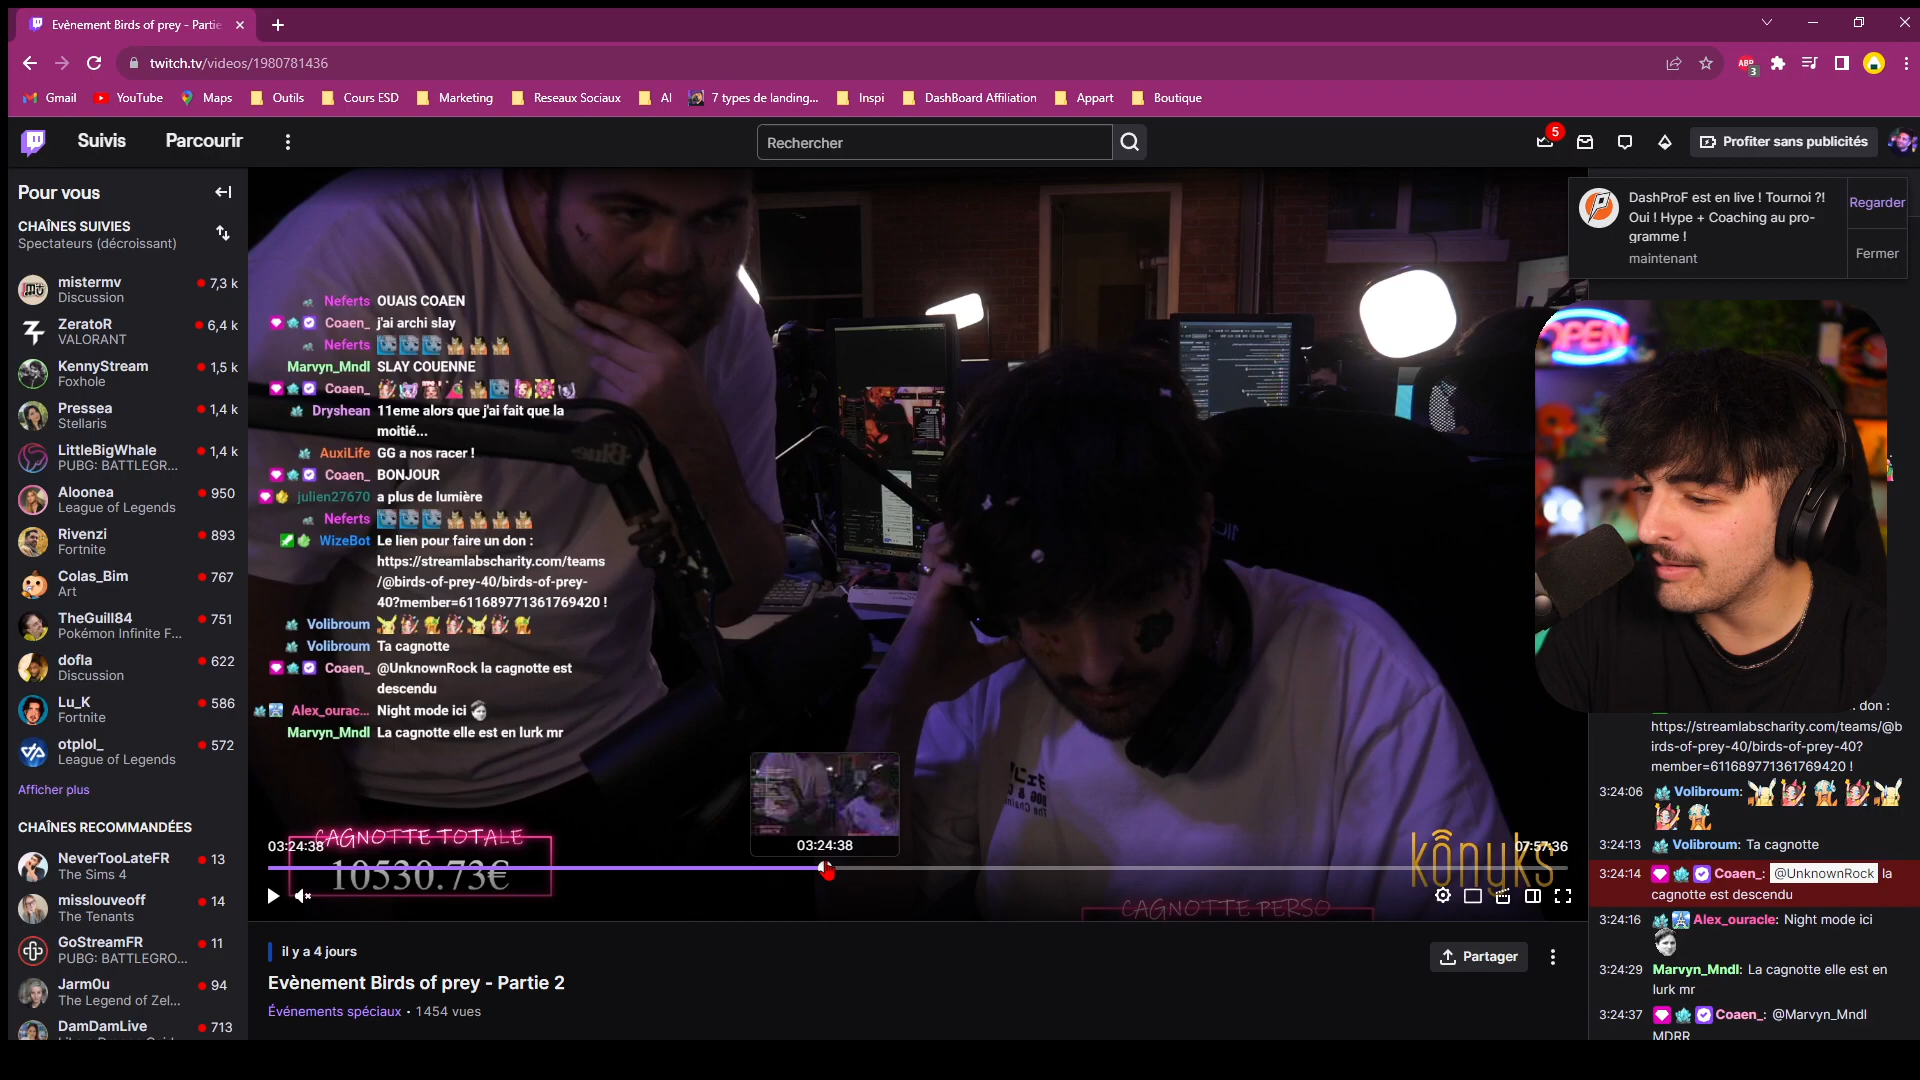 Evènement Birds of prey - Partie
twitch.tv/videos/1980781436
ABP
3
Gmail
YouTube
Maps
Outils
Cours ESD
Marketing
Reseaux Sociaux
AI
7 types de landing...
Inspi
DashBoard Affiliation
Appart
Boutique
Suivis
Parcourir
Rechercher
5
Profiter sans publicités
Pour vous
CHAÎNES SUIVIES
Spectateurs (décroissant)
mistermv
7,3 k
Discussion
ZeratoR
6,4 k
VALORANT
KennyStream
1,5 k
Foxhole
Pressea
1,4 k
Stellaris
LittleBigWhale
1,4 k
PUBG: BATTLEGR...
Aloonea
950
League of Legends
Rivenzi
893
Fortnite
Colas_Bim
767
Art
TheGuill84
751
Pokémon Infinite F...
dofla
622
Discussion
Lu_K
586
Fortnite
otplol_
572
League of Legends
Afficher plus
CHAÎNES RECOMMANDÉES
NeverTooLateFR
13
The Sims 4
misslouveoff
14
The Tenants
GoStreamFR
11
PUBG: BATTLEGRO...
Jarm0u
94
The Legend of Zel...
DamDamLive
713
Neferts OUAIS COAEN
Coaen_ j'ai archi slay
Neferts
Marvyn_Mndl SLAY COUENNE
Coaen_
Dryshean 11eme alors que j'ai fait que la
moitié...
AuxiLife GG a nos racer !
Coaen_ BONJOUR
julien27670 a plus de lumière
Neferts
WizeBot Le lien pour faire un don :
https://streamlabscharity.com/teams
/@birds-of-prey-40/birds-of-prey-
40?member=611689771361769420 !
Volibroum
Volibroum Ta cagnotte
Coaen_ @UnknownRock la cagnotte est
descendu
Alex_ourac... Night mode ici
Marvyn_Mndl La cagnotte elle est en lurk mr
Blue
CAGNOTTE TOTALE
10530.73€
03:24:38
03:24:38
07:57:36
konyks
CAGNOTTE PERSO
il y a 4 jours
Evènement Birds of prey - Partie 2
Événements spéciaux • 1 454 vues
Partager
DashProF est en live ! Tournoi ?!
Oui ! Hype + Coaching au pro-
gramme !
maintenant
Regarder
Fermer
OPEN
don :
https://streamlabscharity.com/teams/@b
irds-of-prey-40/birds-of-prey-40?
member=611689771361769420 !
3:24:06 Volibroum:
3:24:13 Volibroum: Ta cagnotte
3:24:14 Coaen_: @UnknownRock la
cagnotte est descendu
3:24:16 Alex_ouracle: Night mode ici
3:24:29 Marvyn_Mndl: La cagnotte elle est en
lurk mr
3:24:37 Coaen_: @Marvyn_Mndl
MDRR